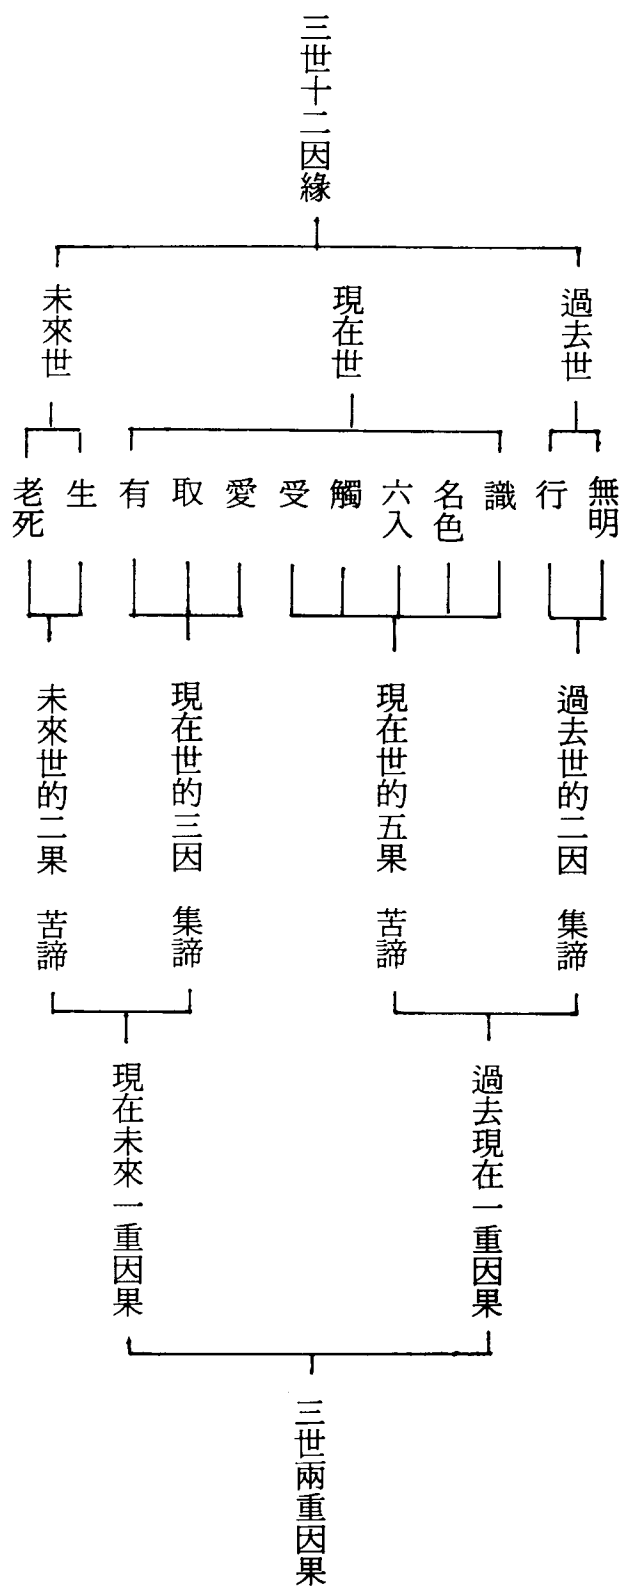 三世十二因緣
過去世
現在世
未來世
無明
行
識
名色
六入
觸
受
愛
取
有
生
老死
過去世的二因　集諦
現在世的五果　苦諦
現在世的三因　集諦
未來世的二果　苦諦
過去現在一重因果
現在未來一重因果
三世兩重因果